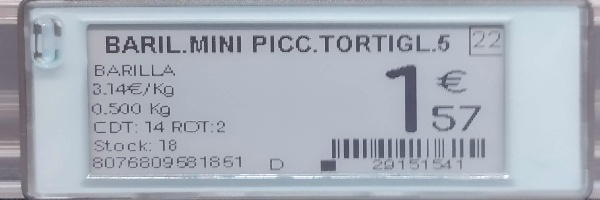 BARIL.MINI PICC.TORTIGL.5 22
BARILLA
3.14€/Kg
0.500 Kg
CDT: 14 ROT:2
Stock: 18
8076809581851 D
1 € 57
29151541